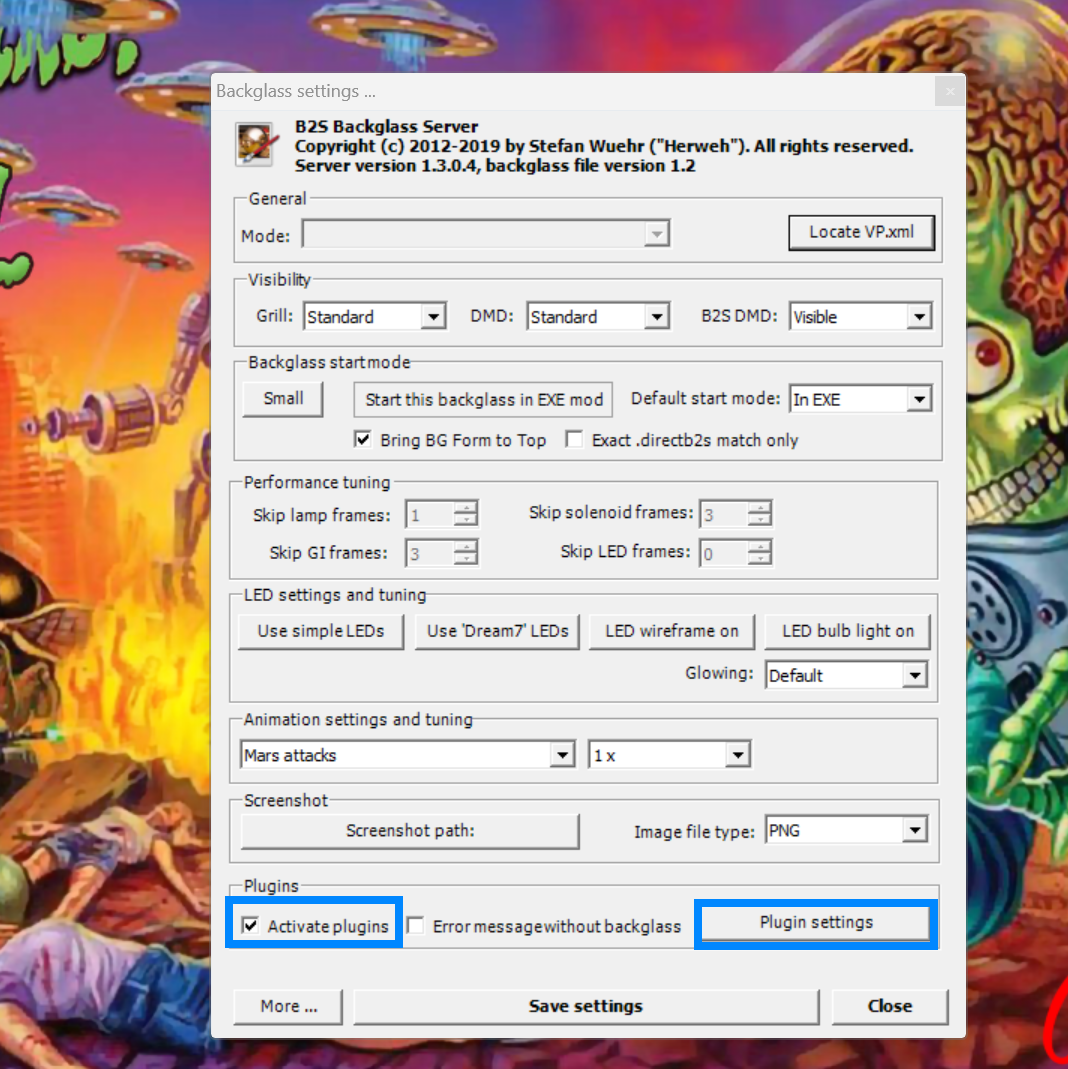 Backglass settings ...
B2S Backglass Server
Copyright (c) 2012-2019 by Stefan Wuehr ("Herweh"). All rights reserved.
Server version 1.3.0.4, backglass file version 1.2
General
Mode:
Locate VP.xml
Visibility
Grill: Standard DMD: Standard B2S DMD: Visible
Backglass start mode
Small Start this backglass in EXE mod Default start mode: In EXE
Bring BG Form to Top Exact .directb2s match only
Performance tuning
Skip lamp frames: 1 Skip solenoid frames: 3
Skip GI frames: 3 Skip LED frames: 0
LED settings and tuning
Use simple LEDs Use 'Dream7' LEDs LED wireframe on LED bulb light on
Glowing: Default
Animation settings and tuning
Mars attacks 1 x
Screenshot
Screenshot path: Image file type: PNG
Plugins
Activate plugins Error message without backglass Plugin settings
More ... Save settings Close